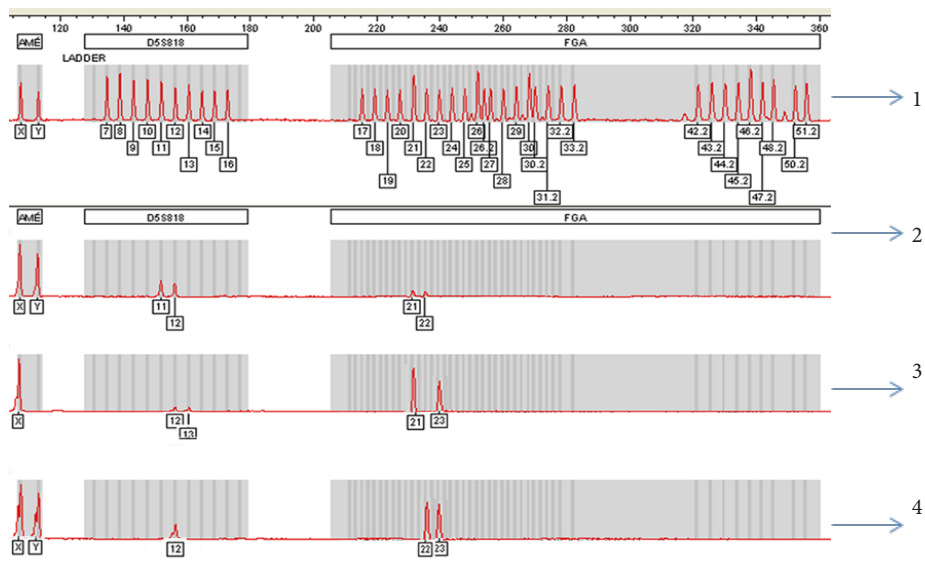 120 140 160 180 200 220 240 260 280 300 320 340 360
AMÉ D5S818 FGA
LADDER
1
X Y 7 8 10 12 14 17 20 23 26 29 32.2 42.2 46.2 51.2
9 11 15 18 21 24 26.2 30 33.2 43.2 48.2
13 16 19 22 25 27 30.2 44.2 50.2
28 31.2 45.2 47.2
AMÉ D5S818 FGA
2
X Y 11 21
12 22
3
X 12 21 23
13
4
X Y 12 22 23